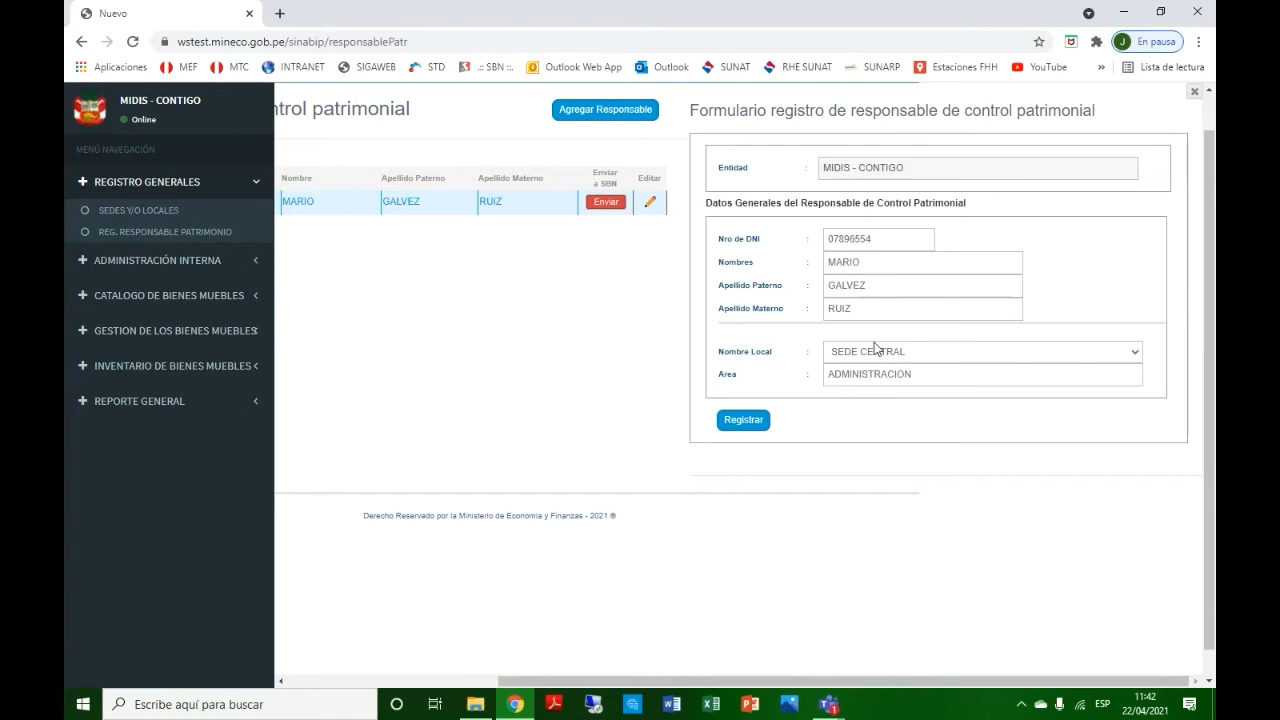 Nuevo
wstest.mineco.gob.pe/sinabip/responsablePatr
J En pausa
Aplicaciones MEF MTC INTRANET SIGAWEB STD .:: SBN ::. Outlook Web App Outlook SUNAT RHE SUNAT SUNARP Estaciones FHH YouTube » Lista de lectura
MIDIS - CONTIGO
Online
MENÚ NAVEGACIÓN
REGISTRO GENERALES
SEDES Y/O LOCALES
REG. RESPONSABLE PATRIMONIO
ADMINISTRACIÓN INTERNA
CATALOGO DE BIENES MUEBLES
GESTION DE LOS BIENES MUEBLES
INVENTARIO DE BIENES MUEBLES
REPORTE GENERAL
ntrol patrimonial
Agregar Responsable
Nombre Apellido Paterno Apellido Materno Enviar a SBN Editar
MARIO GALVEZ RUIZ Enviar
Formulario registro de responsable de control patrimonial
Entidad : MIDIS - CONTIGO
Datos Generales del Responsable de Control Patrimonial
Nro de DNI : 07896554
Nombres : MARIO
Apellido Paterno : GALVEZ
Apellido Materno : RUIZ
Nombre Local : SEDE CENTRAL
Area : ADMINISTRACION
Registrar
Derecho Reservado por la Ministerio de Economia y Finanzas - 2021 ®
Escribe aquí para buscar
ESP
11:42
22/04/2021